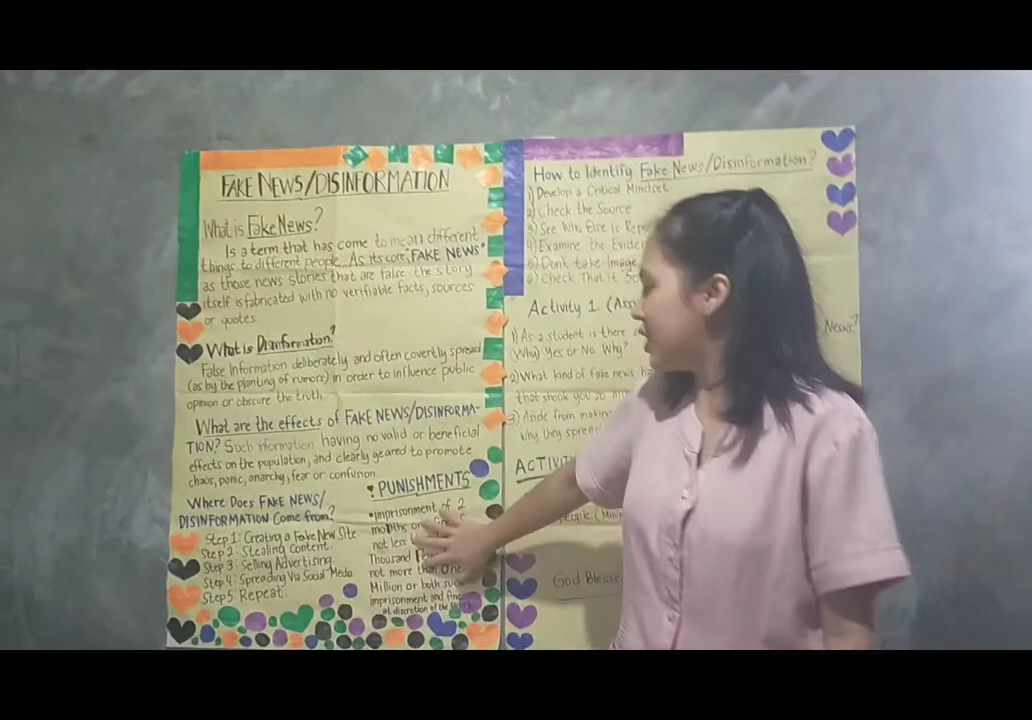 FAKE NEWS/DISINFORMATION
What is Fake News?
Is a term that has come to mean different
things to different people. As its core, "FAKE NEWS"
as those news stories that are false the story
itself is fabricated with no verifiable facts, sources
or quotes.
What is Disinformation?
False Information deliberately and often covertly spread
(as by the planting of rumors) in order to influence public
opinion or obscure the truth
What are the effects of FAKE NEWS/DISINFORMA-
TION? Such information having no valid or beneficial
effects on the population, and clearly geared to promote
chaos, panic, anarchy, fear or confusion
Where Does FAKE NEWS/
DISINFORMATION Come from?
Step 1: Creating a Fake New Site
Step 2: Stealing Content.
Step 3: Selling Advertising
Step 4: Spreading Via Social Media
Step 5: Repeat.
: PUNISHMENTS
• Imprisonment of 2
months or
not less
Thousand
not more than One
Million or both such
imprisonment and fine
at discretion of the
How to Identify Fake News/Disinformation?
1) Develop a Critical Mindset
2) Check the Source
3) See Who Else is
4) Examine the
5) Don't take Image
6) Check That it
Activity 1.
1) As a student is there News?
(Why) Yes or No. Why?
2) What kind of fake news
that shook you so
3) Aside from making
why they
ACTIVITY
people
God Bless